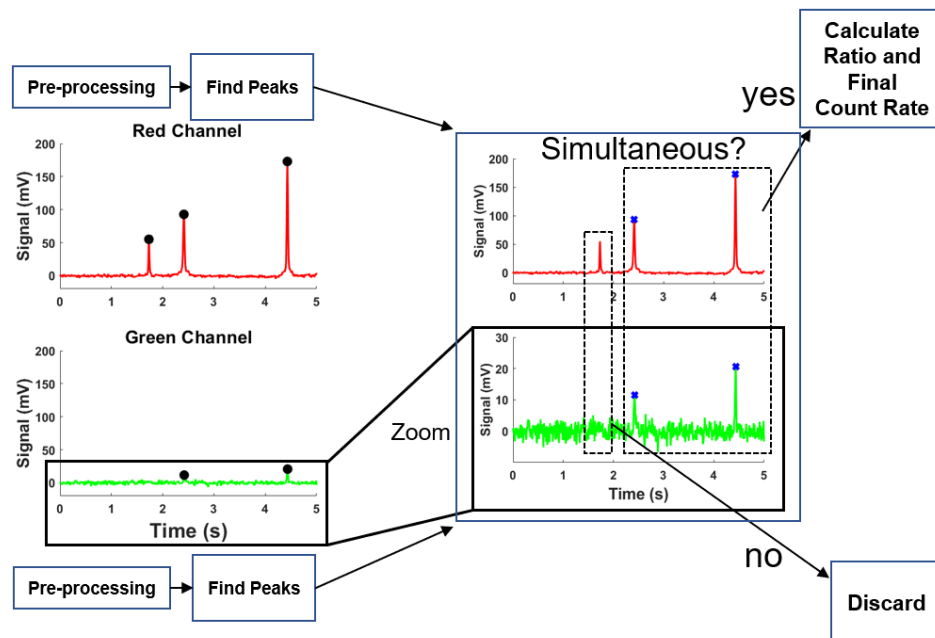 Calculate
Ratio and
Final
Count Rate
yes
Pre-processing
Find Peaks
Red Channel
200
150
100
50
0
Signal (mV)
0 1 2 3 4 5
Green Channel
200
150
100
50
0
Signal (mV)
0 1 2 3 4 5
Time (s)
Zoom
Pre-processing
Find Peaks
Simultaneous?
200
150
100
50
0
Signal (mV)
0 1 2 3 4 5
30
20
10
0
Signal (mV)
0 1 2 3 4 5
Time (s)
no
Discard